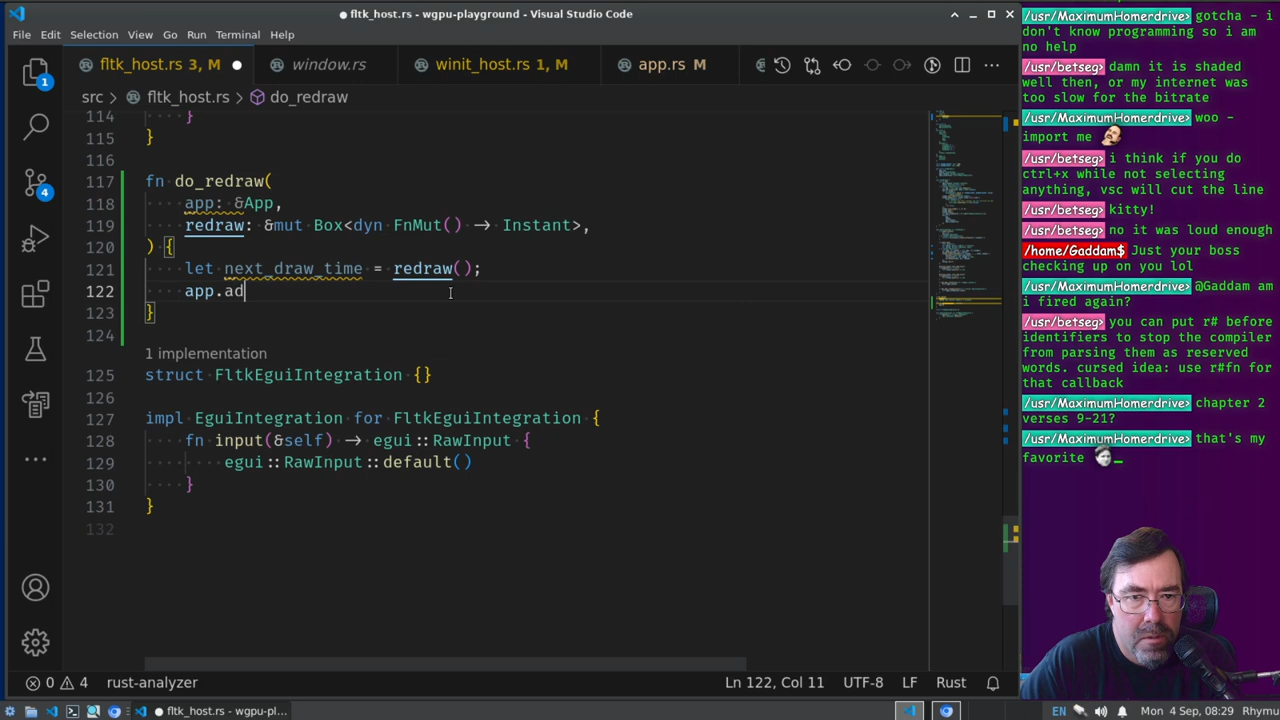 fltk_host.rs - wgpu-playground - Visual Studio Code
File Edit Selection View Go Run Terminal Help
fltk_host.rs 3, M
window.rs
winit_host.rs 1, M
app.rs M
src > fltk_host.rs > do_redraw
114 }
115 }
116
117 fn do_redraw(
118 app: &App,
119 redraw: &mut Box<dyn FnMut() -> Instant>,
120 ) {
121 let next_draw_time = redraw();
122 app.ad
123 }
124
1 implementation
125 struct FltkEguiIntegration {}
126
127 impl EguiIntegration for FltkEguiIntegration {
128 fn input(&self) -> egui::RawInput {
129 egui::RawInput::default()
130 }
131 }
132
1
4
0 4 rust-analyzer
Ln 122, Col 11 UTF-8 LF Rust
fltk_host.rs - wgpu-pl...
EN Mon 4 Sep, 08:29 Rhymu
/usr/MaximumHomerdrive> gotcha - i
don't know programming so i am
no help
/usr/betseg> damn it is shaded
well then, or my internet was
too slow for the bitrate
/usr/MaximumHomerdrive> woo -
import me
/usr/betseg> i think if you do
ctrl+x while not selecting
anything, vsc will cut the line
/usr/betseg> kitty!
/usr/betseg> no it was loud enough
/home/Gaddam$ Just your boss
checking up on you lol
/usr/MaximumHomerdrive> @Gaddam am
i fired again?
/usr/betseg> you can put r# before
identifiers to stop the compiler
from parsing them as reserved
words. cursed idea: use r#fn for
that callback
/usr/MaximumHomerdrive> chapter 2
verses 9-21?
/usr/MaximumHomerdrive> that's my
favorite